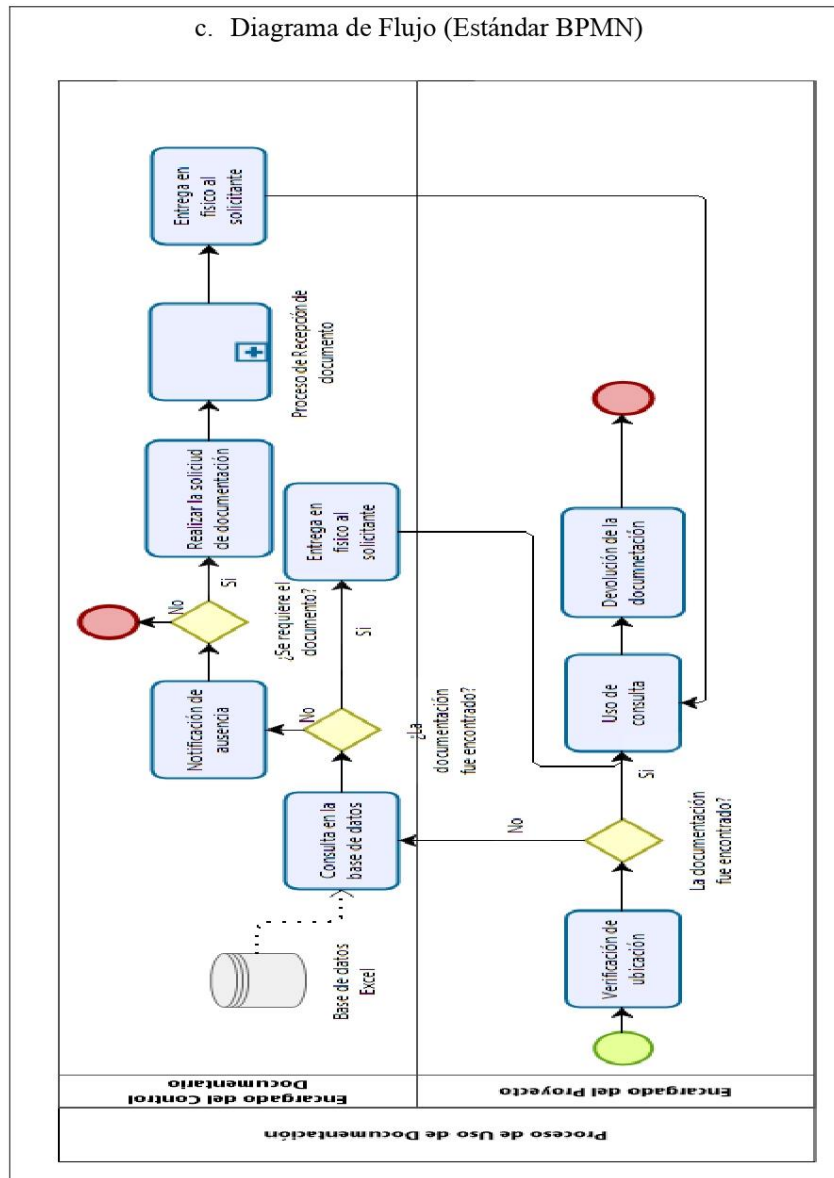 c. Diagrama de Flujo (Estándar BPMN)
Proceso de Uso de Documentación
Encargado del Control
Documentario
Encargado del Proyecto
Base de datos
Excel
Consulta en la
base de datos
¿La
documentación
fue encontrado?
No
Si
Notificación de
ausencia
¿Se requiere el
documento?
No
Si
Realizar la soliciud
de documentación
Proceso de Recepción de
documento
Entrega en
fisico al
solicitante
Entrega en
fisico al
solicitante
Verificación de
ubicación
La documentación
fue encontrado?
No
Si
Uso de
consulta
Devolución de la
documnetación